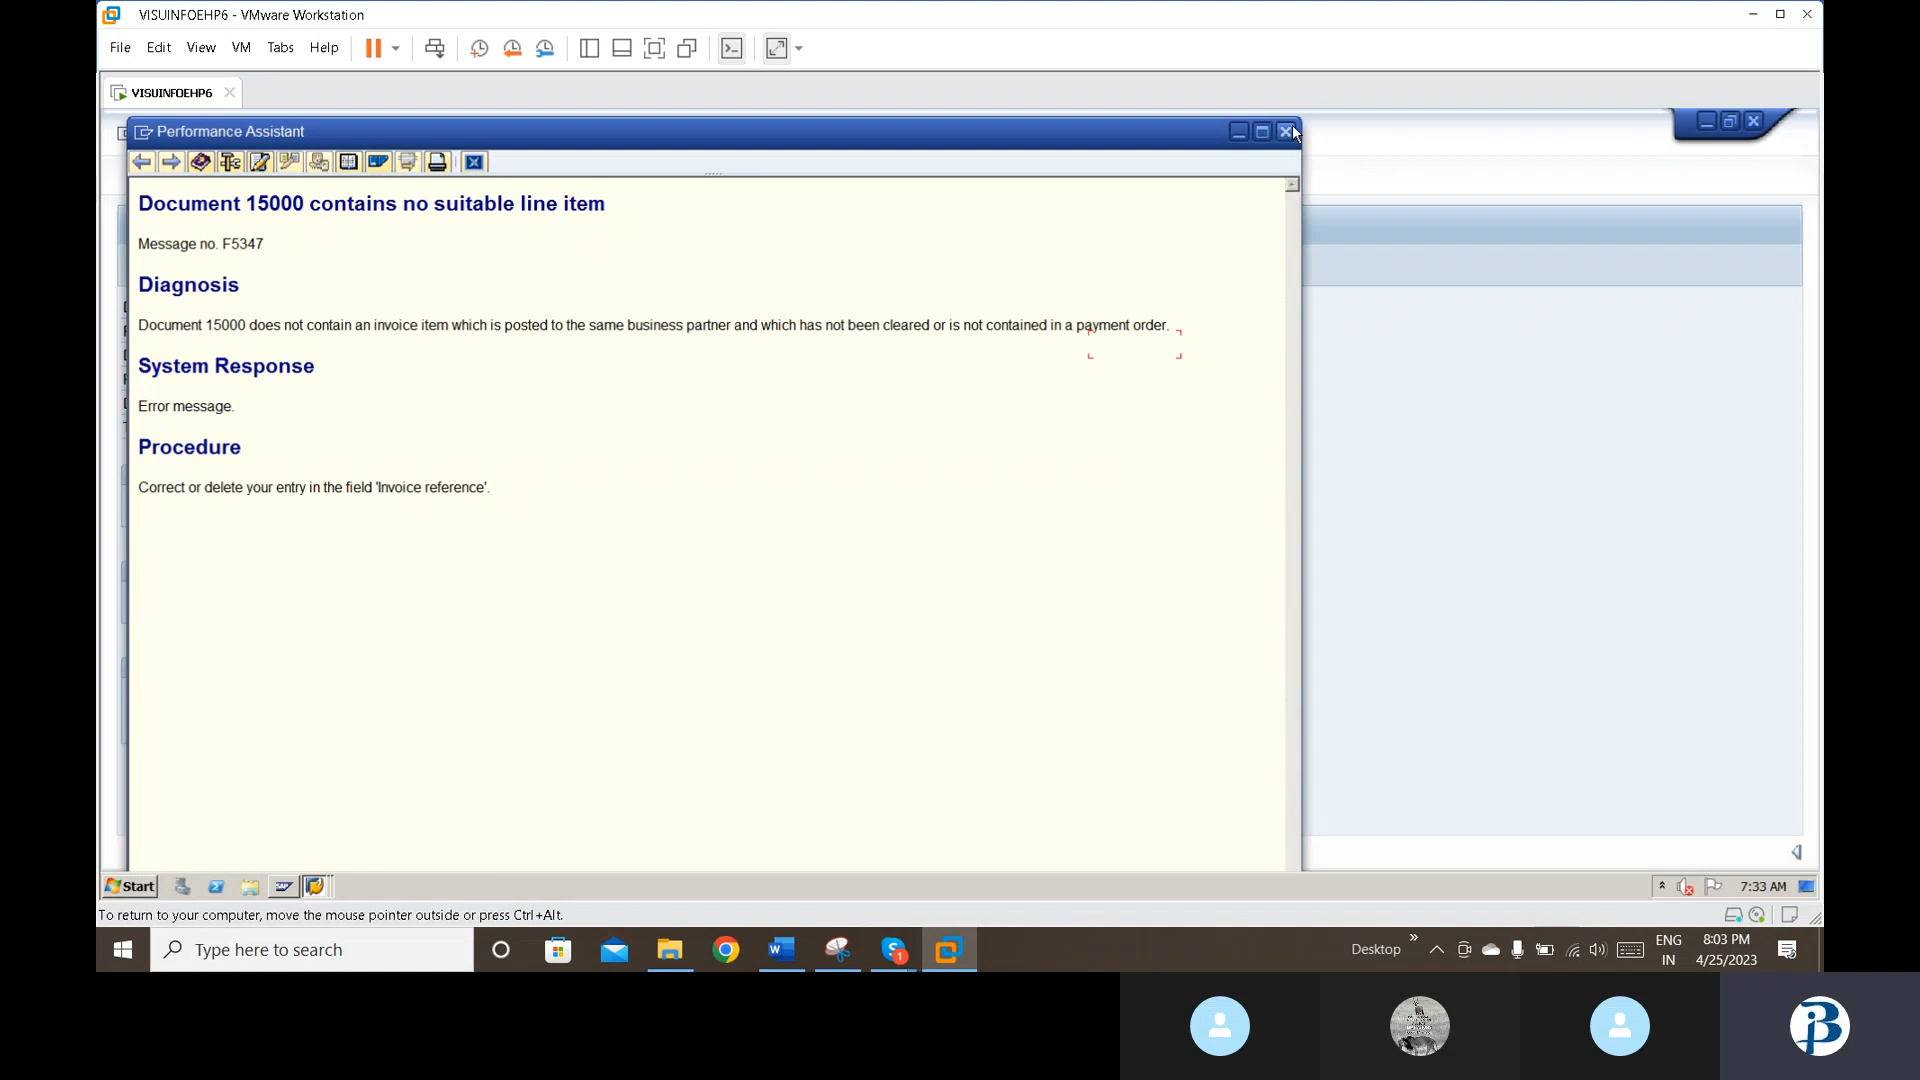 VISUINFOEHP6 - VMware Workstation
File Edit View VM Tabs Help
VISUINFOEHP6
Performance Assistant
Document 15000 contains no suitable line item
Message no. F5347
Diagnosis
Document 15000 does not contain an invoice item which is posted to the same business partner and which has not been cleared or is not contained in a payment order.
System Response
Error message.
Procedure
Correct or delete your entry in the field 'Invoice reference'.
Start
7:33 AM
To return to your computer, move the mouse pointer outside or press Ctrl+Alt.
Type here to search
Desktop
ENG
IN
8:03 PM
4/25/2023